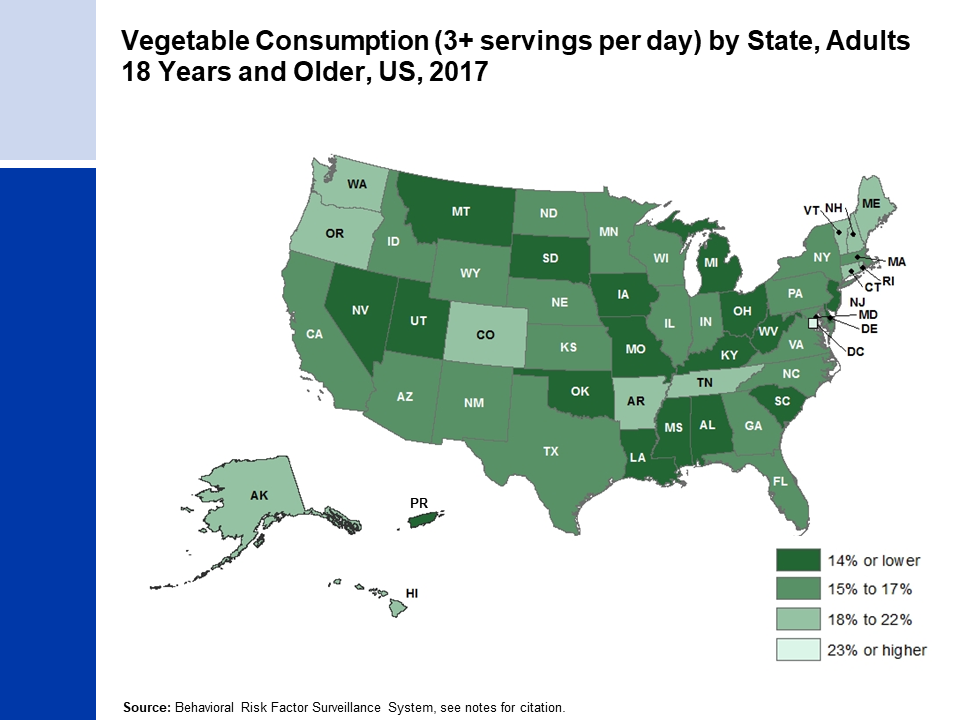 Vegetable Consumption (3+ servings per day) by State, Adults
18 Years and Older, US, 2017
WA
MT
ND
MN
ME
VT
NH
OR
ID
SD
WI
MI
NY
MA
WY
RI
CT
IA
PA
NE
NJ
NV
UT
IL
IN
OH
MD
DE
CA
CO
WV
VA
KS
MO
KY
DC
NC
TN
AZ
NM
OK
AR
SC
MS
AL
GA
TX
LA
FL
AK
PR
HI
14% or lower
15% to 17%
18% to 22%
23% or higher
Source: Behavioral Risk Factor Surveillance System, see notes for citation.